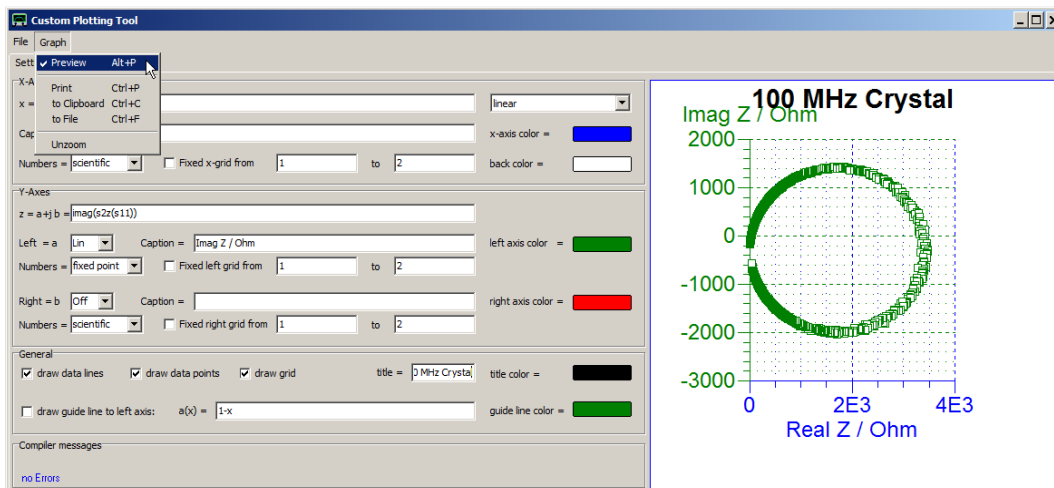 Custom Plotting Tool
File Graph
Sett
Preview Alt+P
Print Ctrl+P
to Clipboard Ctrl+C
to File Ctrl+F
Unzoom
X-A
x = linear
Cap x-axis color =
Numbers = scientific Fixed x-grid from 1 to 2 back color =
Y-Axes
z = a+j b = imag(s2z(s11))
Left = a Lin Caption = Imag Z / Ohm left axis color =
Numbers = fixed point Fixed left grid from 1 to 2
Right = b Off Caption = right axis color =
Numbers = scientific Fixed right grid from 1 to 2
General
draw data lines draw data points draw grid title = 0 MHz Crystal title color =
draw guide line to left axis: a(x) = 1-x guide line color =
Compiler messages
no Errors
100 MHz Crystal
Imag Z / Ohm
2000
1000
0
-1000
-2000
-3000
0 2E3 4E3
Real Z / Ohm